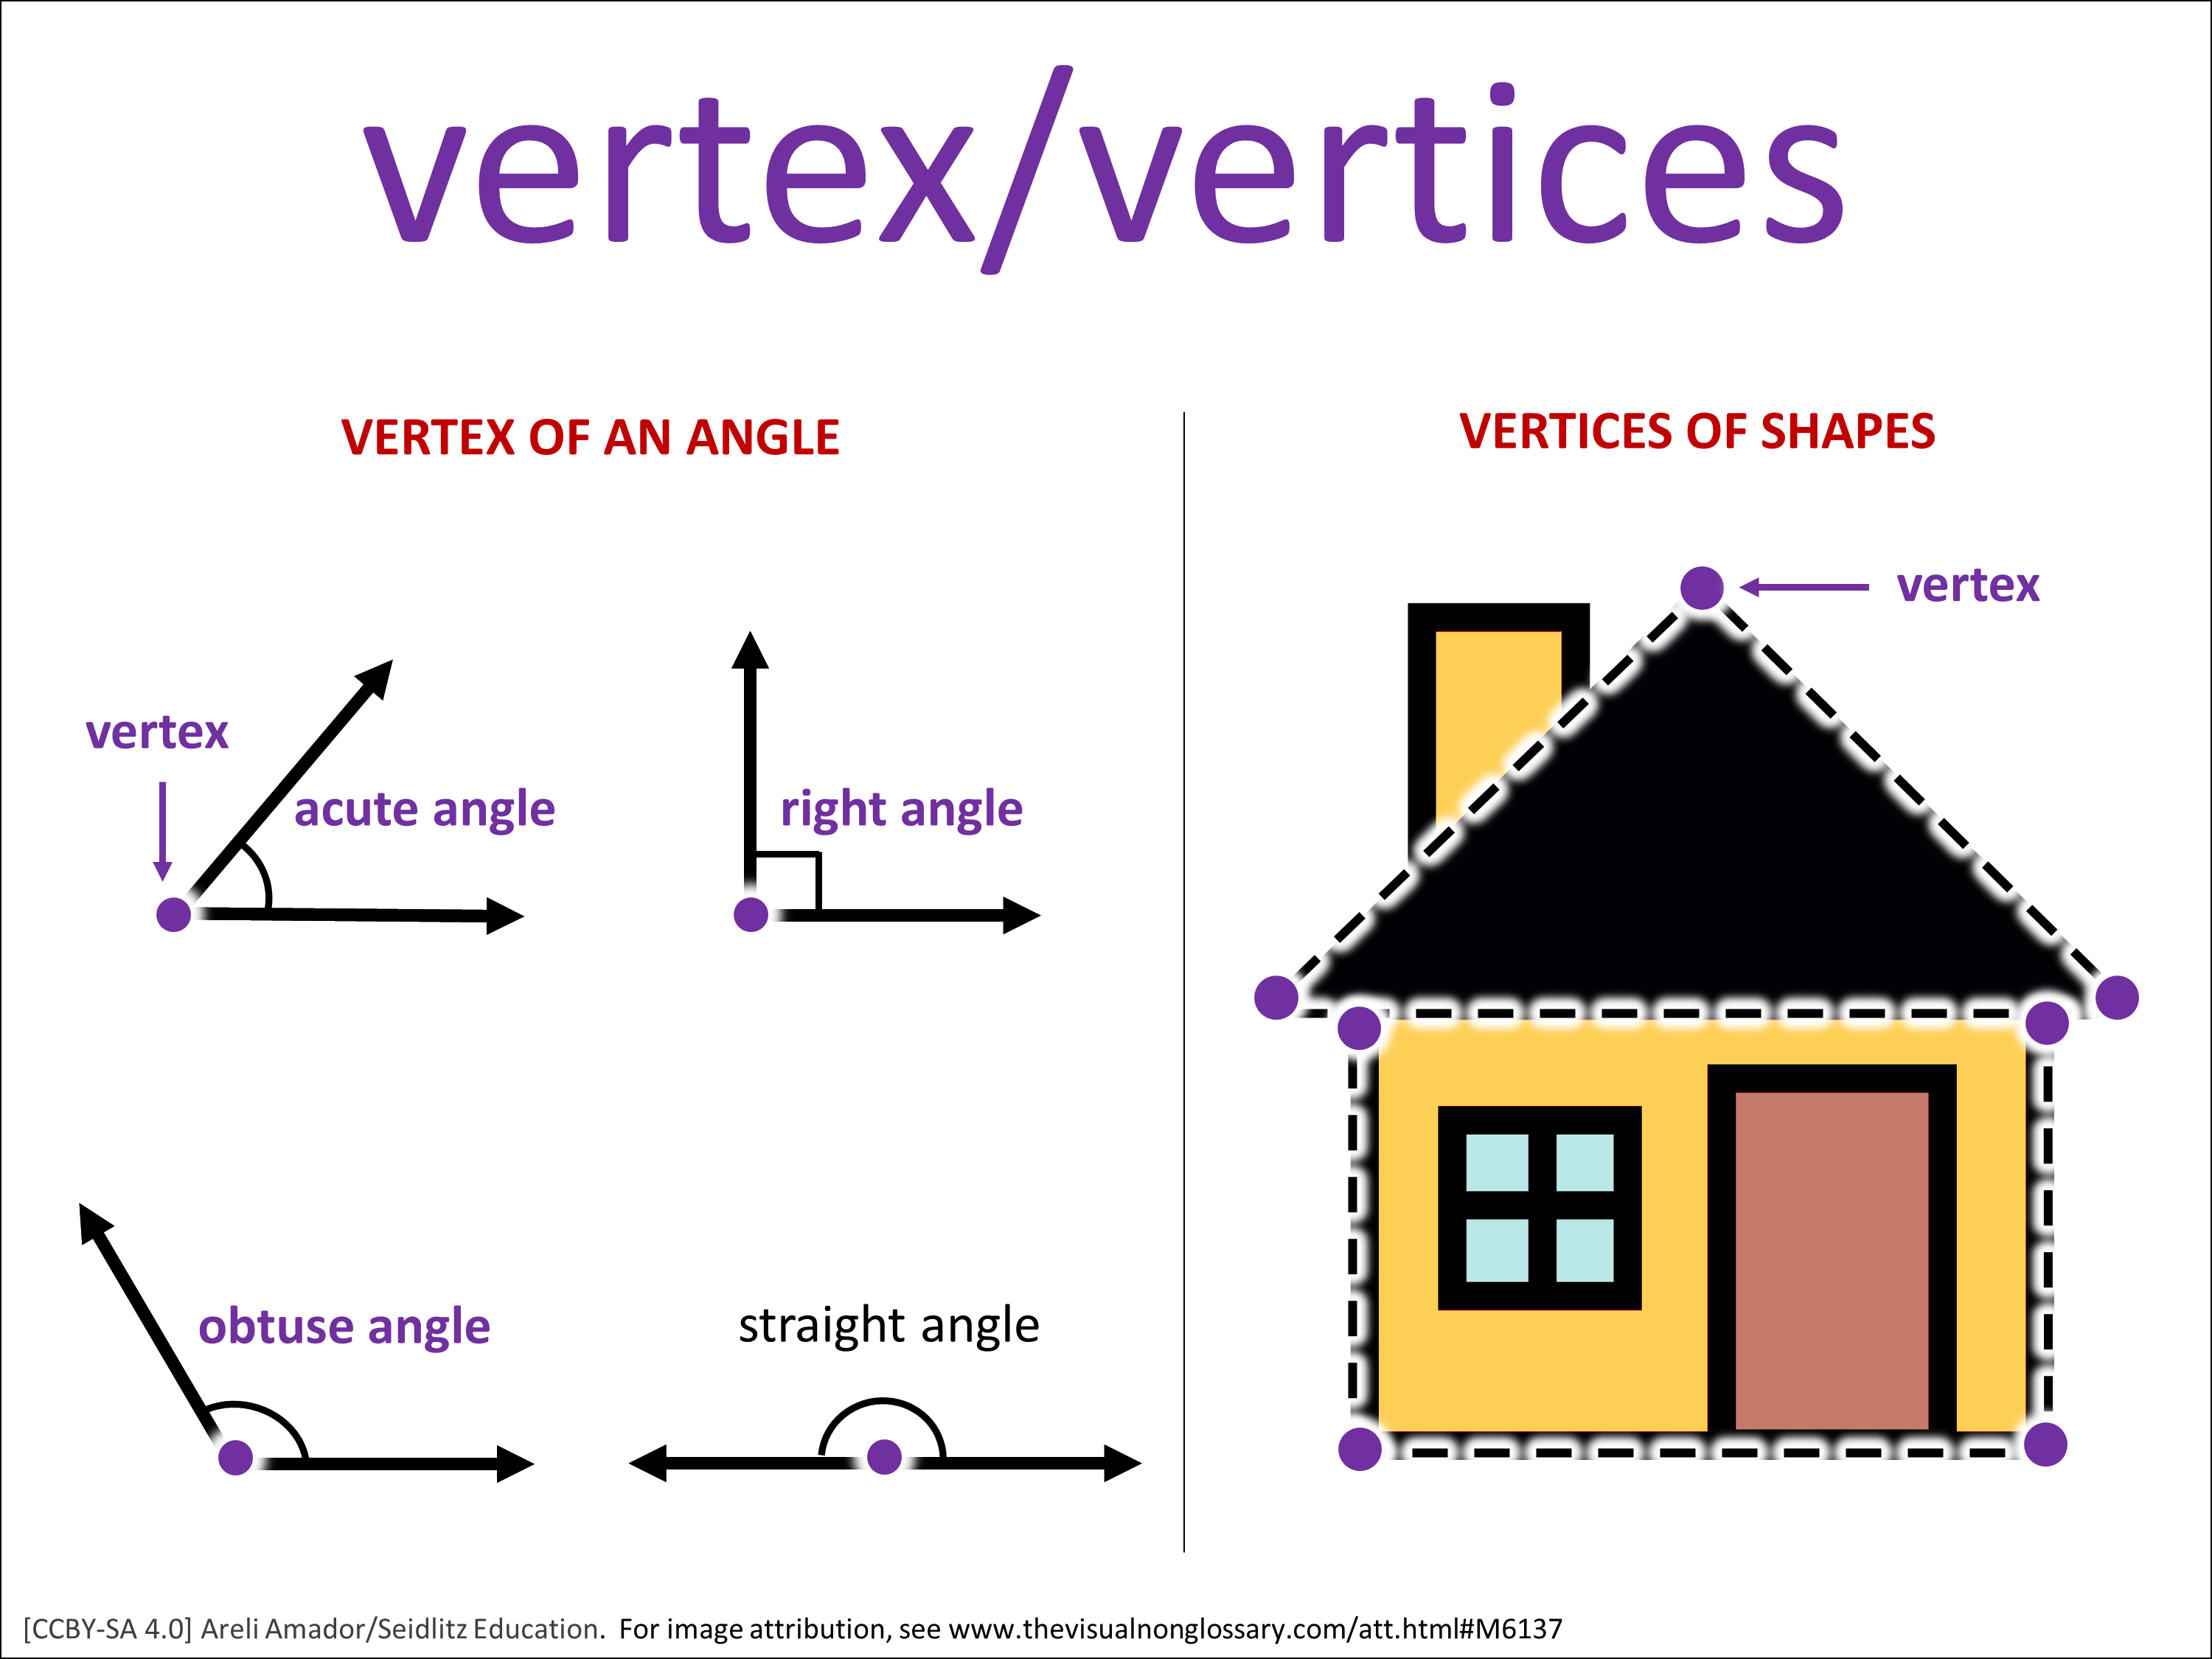 vertex/vertices
VERTEX OF AN ANGLE
vertex
acute angle
right angle
obtuse angle
straight angle
VERTICES OF SHAPES
vertex
[CCBY-SA 4.0] Areli Amador/Seidlitz Education.  For image attribution, see www.thevisualnonglossary.com/att.html#M6137